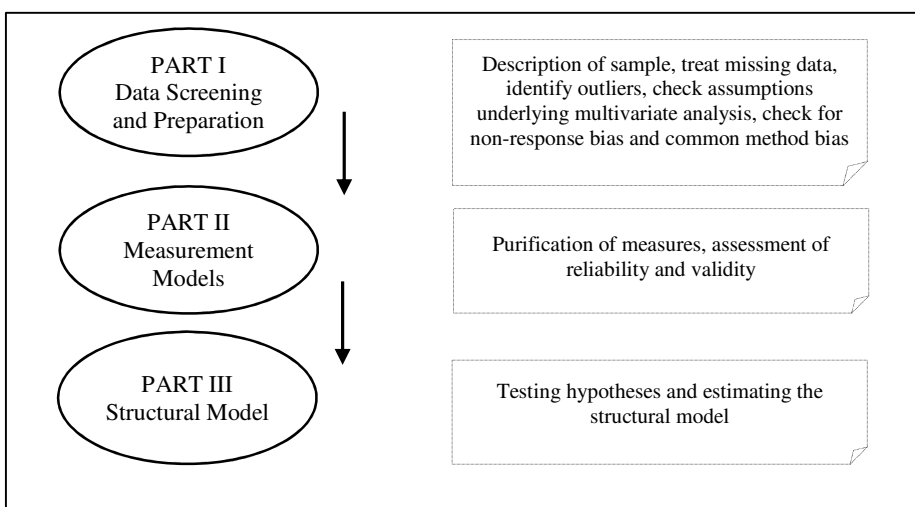 PART I
Data Screening
and Preparation
Description of sample, treat missing data,
identify outliers, check assumptions
underlying multivariate analysis, check for
non-response bias and common method bias
PART II
Measurement
Models
Purification of measures, assessment of
reliability and validity
PART III
Structural Model
Testing hypotheses and estimating the
structural model